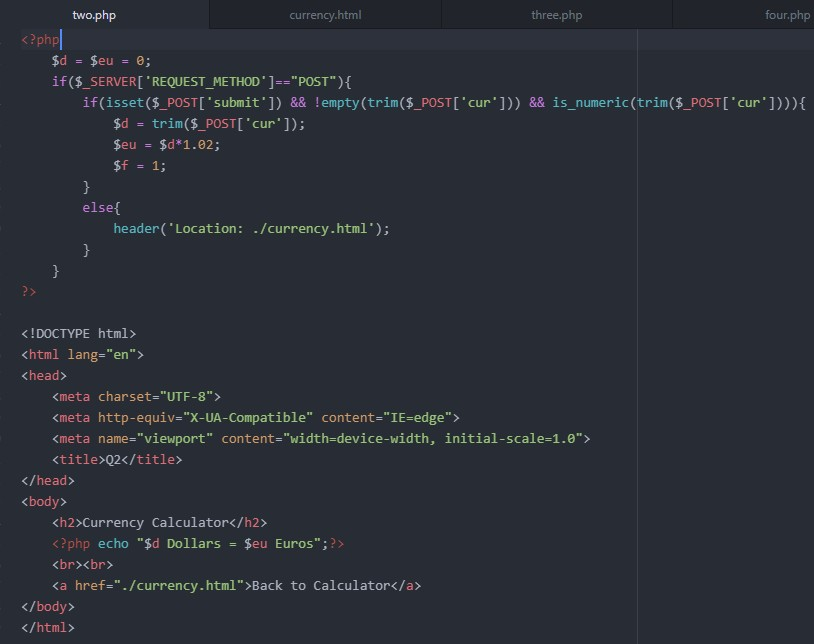 two.php currency.html three.php four.php
<?php
    $d = $eu = 0;
    if($_SERVER['REQUEST_METHOD']=="POST"){
        if(isset($_POST['submit']) && !empty(trim($_POST['cur'])) && is_numeric(trim($_POST['cur']))){
            $d = trim($_POST['cur']);
            $eu = $d*1.02;
            $f = 1;
        }
        else{
            header('Location: ./currency.html');
        }
    }
?>

<!DOCTYPE html>
<html lang="en">
<head>
    <meta charset="UTF-8">
    <meta http-equiv="X-UA-Compatible" content="IE=edge">
    <meta name="viewport" content="width=device-width, initial-scale=1.0">
    <title>Q2</title>
</head>
<body>
    <h2>Currency Calculator</h2>
    <?php echo "$d Dollars = $eu Euros";?>
    <br><br>
    <a href="./currency.html">Back to Calculator</a>
</body>
</html>